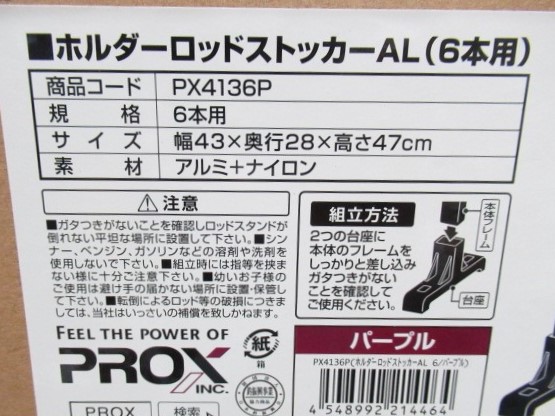 ■ホルダーロッドストッカーAL(6本用)
商品コード PX4136P
規格 6本用
サイズ 幅43×奥行28×高さ47cm
素材 アルミ+ナイロン
注意
■ガタつきがないことを確認しロッドスタンドが
倒れない平坦な場所に設置して下さい。■シン
ナー、ベンジン、ガソリンなどの溶剤や洗剤を
使用しないで下さい。■組立時には指等を挟ま
ない様に十分ご注意下さい。■幼いお子様の
ご使用は避け手の届かない場所に設置・保管し
て下さい。■転倒によるロッド等の破損につきま
しては、当社はいっさいの補償を致しかねます。
組立方法
2つの台座に
本体のフレームを
しっかりと差し込み
ガタつきがない
ことを確認して
ご使用ください。
本体フレーム
台座
FEEL THE POWER OF
PROX INC.
紙
箱
PROX 検索
パープル
PX4136P(ホルダーロッドストッカーAL 6/パープル)
4 548992 214464